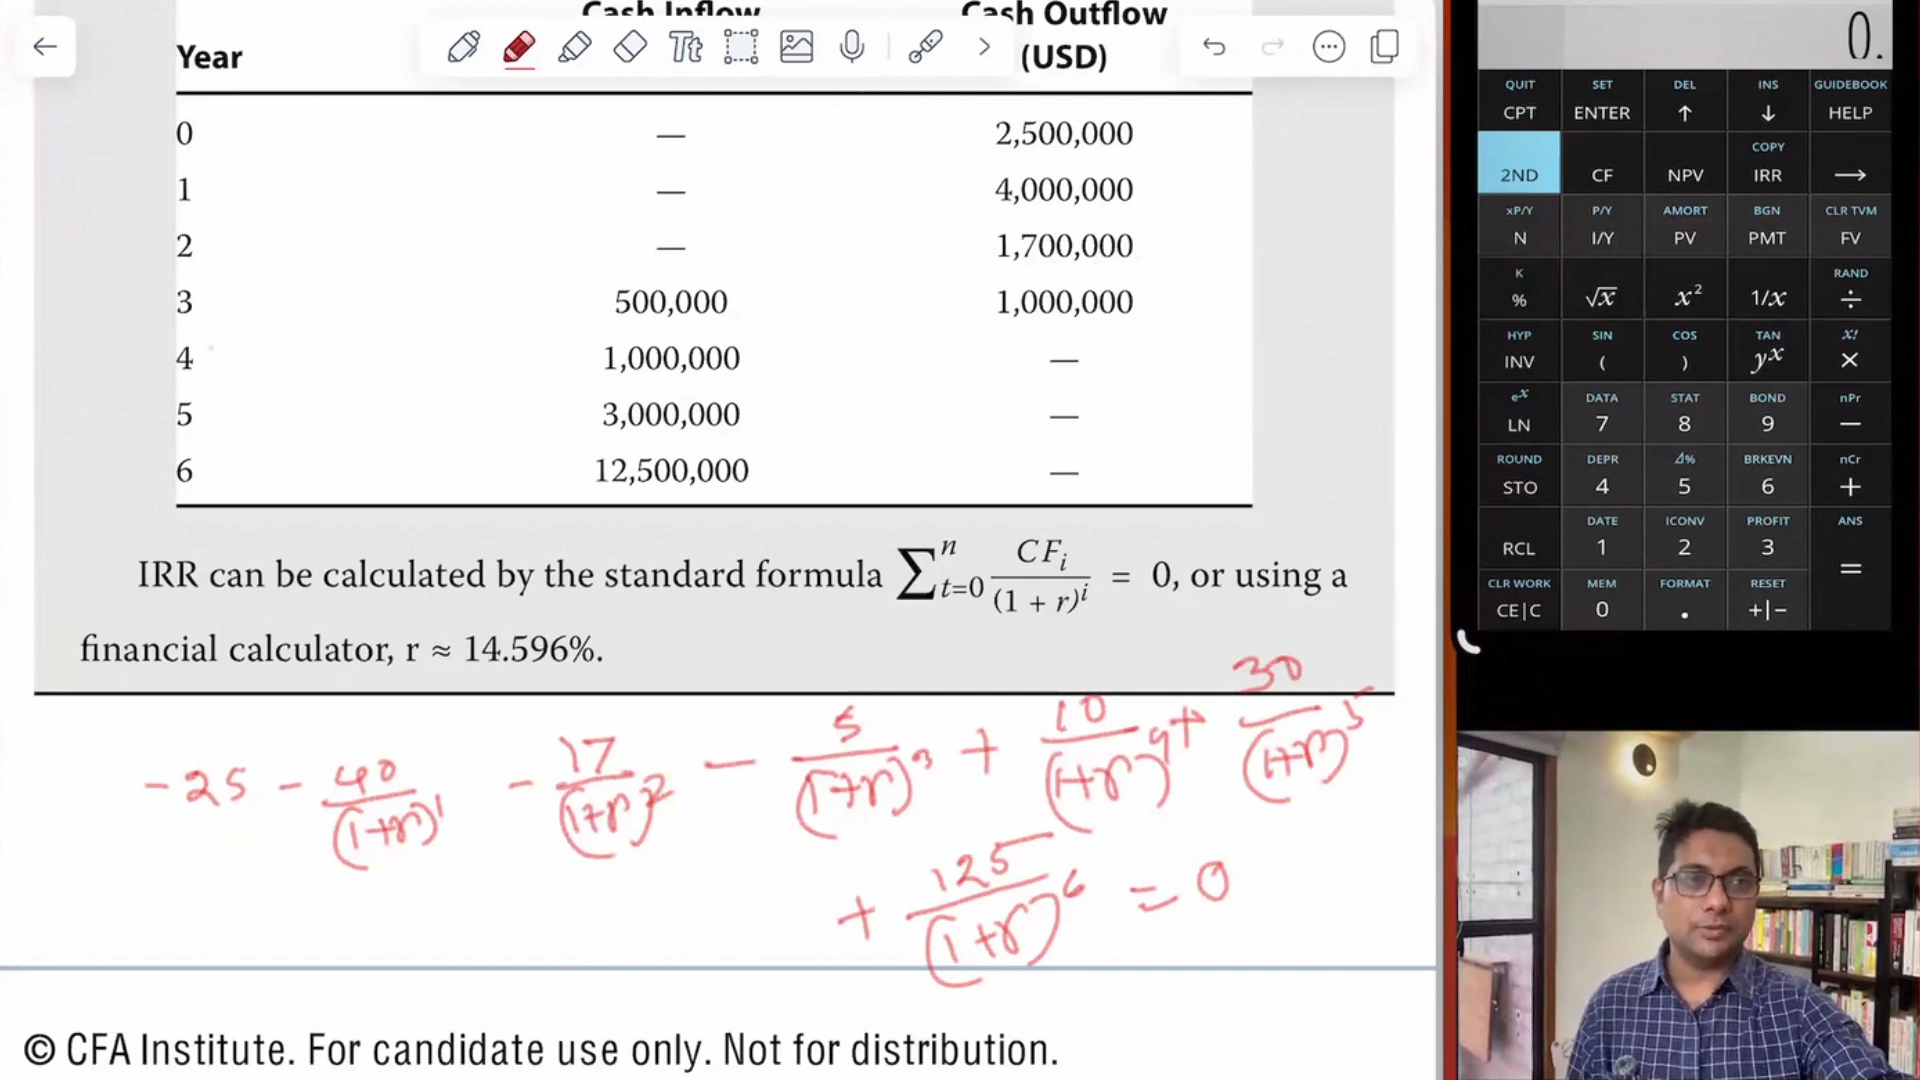 Cash Inflow Cash Outflow
Year (USD)
0 — 2,500,000
1 — 4,000,000
2 — 1,700,000
3 500,000 1,000,000
4 1,000,000 —
5 3,000,000 —
6 12,500,000 —
IRR can be calculated by the standard formula ∑ⁿₜ₌₀ CFᵢ/(1 + r)ⁱ = 0, or using a
financial calculator, r ≈ 14.596%.
-25 - 40/(1+r)¹ - 17/(1+r)² - 5/(1+r)³ + 10/(1+r)⁴ + 30/(1+r)⁵
+ 125/(1+r)⁶ = 0
© CFA Institute. For candidate use only. Not for distribution.
Tt
0.
QUIT SET DEL INS GUIDEBOOK
CPT ENTER ↑ ↓ HELP
COPY
2ND CF NPV IRR →
xP/Y P/Y AMORT BGN CLR TVM
N I/Y PV PMT FV
K RAND
% √x x² 1/x ÷
HYP SIN COS TAN x!
INV ( ) yˣ ×
eˣ DATA STAT BOND nPr
LN 7 8 9 −
ROUND DEPR Δ% BRKEVN nCr
STO 4 5 6 +
DATE ICONV PROFIT ANS
RCL 1 2 3 =
CLR WORK MEM FORMAT RESET
CE|C 0 . +|−